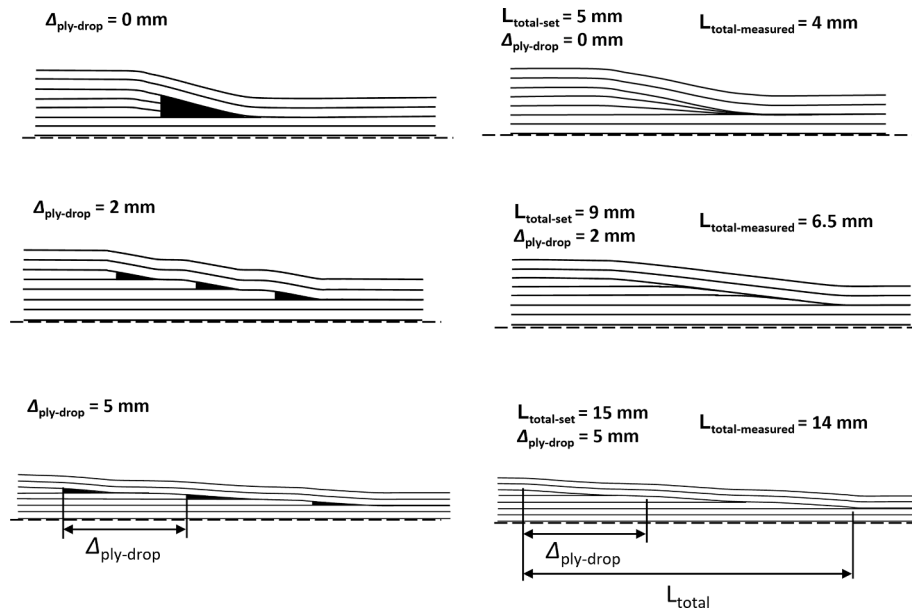 Δply-drop = 0 mm
Ltotal-set = 5 mm
Δply-drop = 0 mm
Ltotal-measured = 4 mm
Δply-drop = 2 mm
Ltotal-set = 9 mm
Δply-drop = 2 mm
Ltotal-measured = 6.5 mm
Δply-drop = 5 mm
Ltotal-set = 15 mm
Δply-drop = 5 mm
Ltotal-measured = 14 mm
Δply-drop
Δply-drop
Ltotal